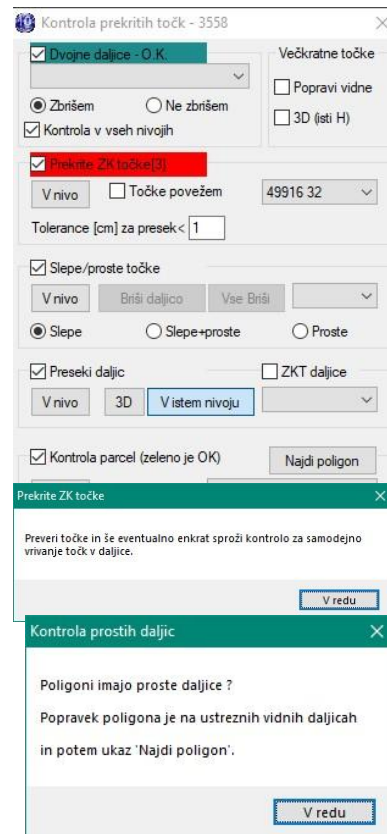 Kontrola prekritih točk - 3558
Dvojne daljice - O.K.
Večkratne točke
Popravi vidne
Zbrišem
Ne zbrišem
3D (isti H)
Kontrola v vseh nivojih
Prekrite ZK točke(3)
V nivo
Točke povežem
49916 32
Tolerance [cm] za presek<
1
Slepe/proste točke
V nivo
Briši daljico
Vse Briši
Slepe
Slepe+proste
Proste
Preseki daljic
ZKT daljice
V nivo
3D
V istem nivoju
Kontrola parcel (zeleno je OK)
Najdi poligon
Prekrite ZK točke
Preveri točke in še eventualno enkrat sproži kontrolo za samodejno
vrivanje točk v daljice.
V redu
Kontrola prostih daljic
Poligoni imajo proste daljice ?
Popravek poligona je na ustreznih vidnih daljicah
in potem ukaz 'Najdi poligon'.
V redu